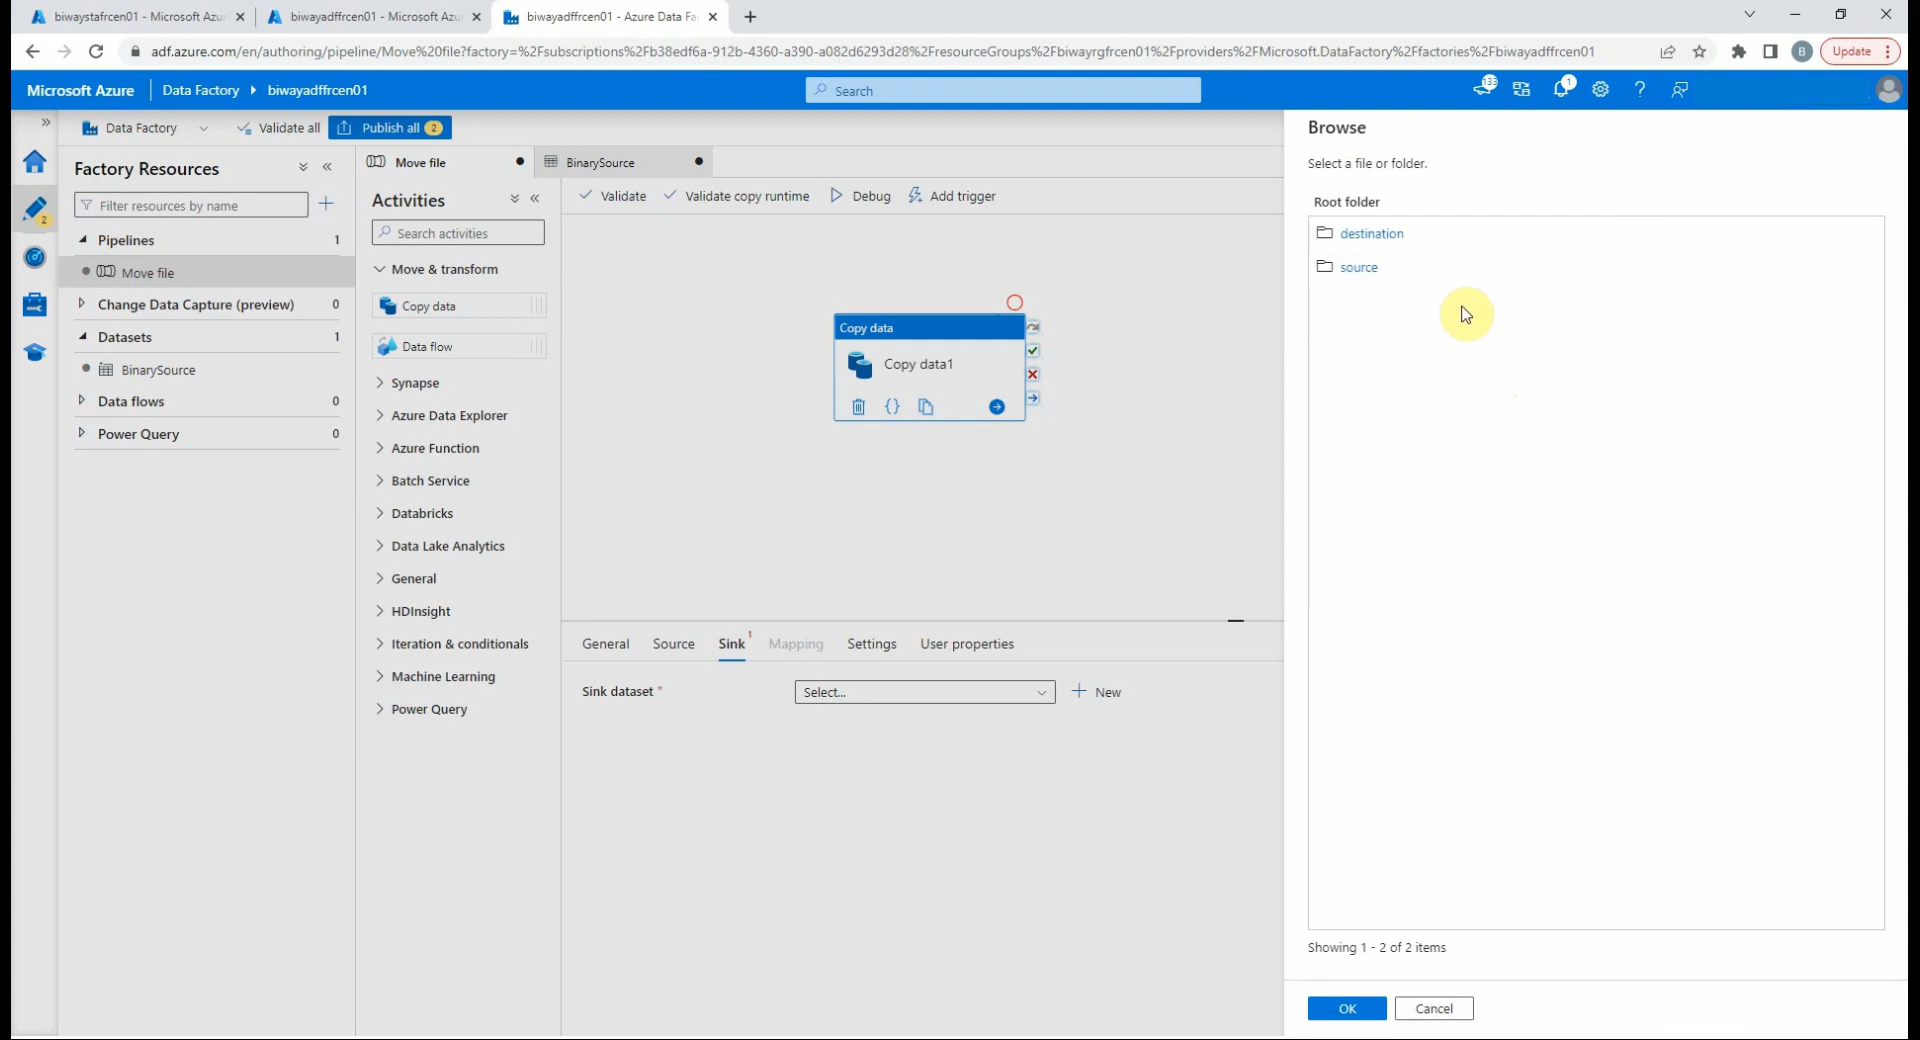 biwaystafrcen01 - Microsoft Azur
biwayadffrcen01 - Microsoft Azu
biwayadffrcen01 - Azure Data Fa
adf.azure.com/en/authoring/pipeline/Move%20file?factory=%2Fsubscriptions%2Fb38edf6a-912b-4360-a390-a082d6293d28%2FresourceGroups%2Fbiwayrgfrcen01%2Fproviders%2FMicrosoft.DataFactory%2Ffactories%2Fbiwayadffrcen01
B
Update
Microsoft Azure
Data Factory
biwayadffrcen01
Search
133
1
Data Factory
Validate all
Publish all 2
Factory Resources
Filter resources by name
2
Pipelines 1
Move file
Change Data Capture (preview) 0
Datasets 1
BinarySource
Data flows 0
Power Query 0
Move file
BinarySource
Activities
Search activities
Move & transform
Copy data
Data flow
Synapse
Azure Data Explorer
Azure Function
Batch Service
Databricks
Data Lake Analytics
General
HDInsight
Iteration & conditionals
Machine Learning
Power Query
Validate
Validate copy runtime
Debug
Add trigger
Copy data
Copy data1
General
Source
Sink 1
Mapping
Settings
User properties
Sink dataset *
Select...
New
Browse
Select a file or folder.
Root folder
destination
source
Showing 1 - 2 of 2 items
OK
Cancel